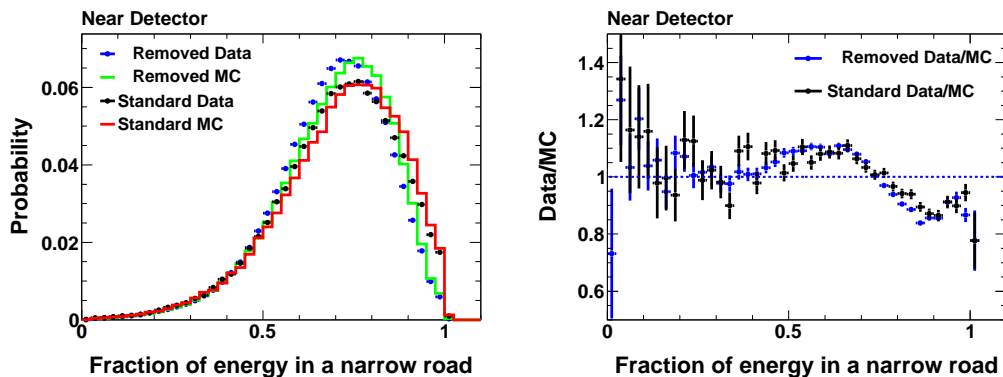 Near Detector
Removed Data
Removed MC
Standard Data
Standard MC
Probability
0.06
0.04
0.02
0
0
0.5
1
Fraction of energy in a narrow road
Near Detector
Removed Data/MC
Standard Data/MC
Data/MC
1.4
1.2
1
0.8
0.6
0
0.5
1
Fraction of energy in a narrow road